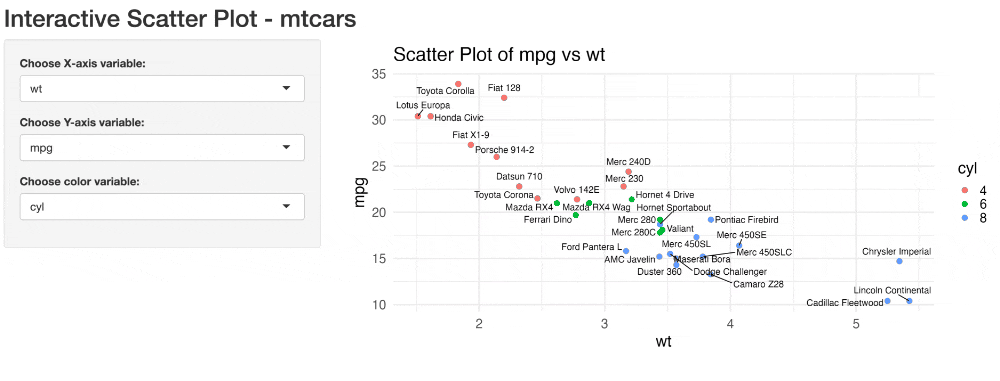 Interactive Scatter Plot - mtcars
Choose X-axis variable:
wt
Choose Y-axis variable:
mpg
Choose color variable:
cyl
Scatter Plot of mpg vs wt
35
30
25
20
15
10
mpg
Toyota Corolla
Fiat 128
Lotus Europa
Honda Civic
Fiat X1-9
Porsche 914-2
Merc 240D
Datsun 710
Merc 230
Toyota Corona
Volvo 142E
Hornet 4 Drive
Mazda RX4
Mazda RX4 Wag
Hornet Sportabout
Ferrari Dino
Merc 280
Pontiac Firebird
Merc 280C
Valiant
Merc 450SE
Ford Pantera L
Merc 450SL
Merc 450SLC
Chrysler Imperial
AMC Javelin
Maserati Bora
Duster 360
Dodge Challenger
Camaro Z28
Lincoln Continental
Cadillac Fleetwood
2
3
4
5
wt
cyl
4
6
8